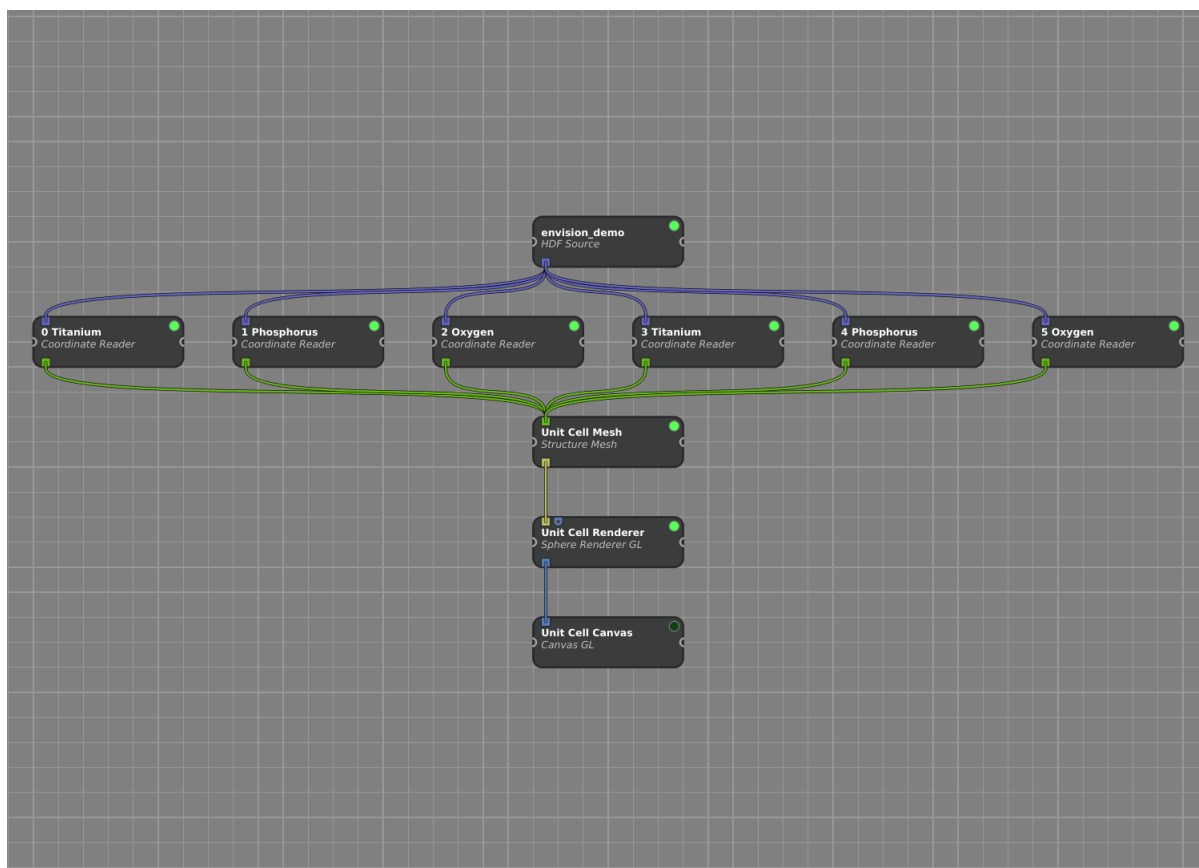 envision_demo
HDF Source
0 Titanium
Coordinate Reader
1 Phosphorus
Coordinate Reader
2 Oxygen
Coordinate Reader
3 Titanium
Coordinate Reader
4 Phosphorus
Coordinate Reader
5 Oxygen
Coordinate Reader
Unit Cell Mesh
Structure Mesh
Unit Cell Renderer
Sphere Renderer GL
Unit Cell Canvas
Canvas GL